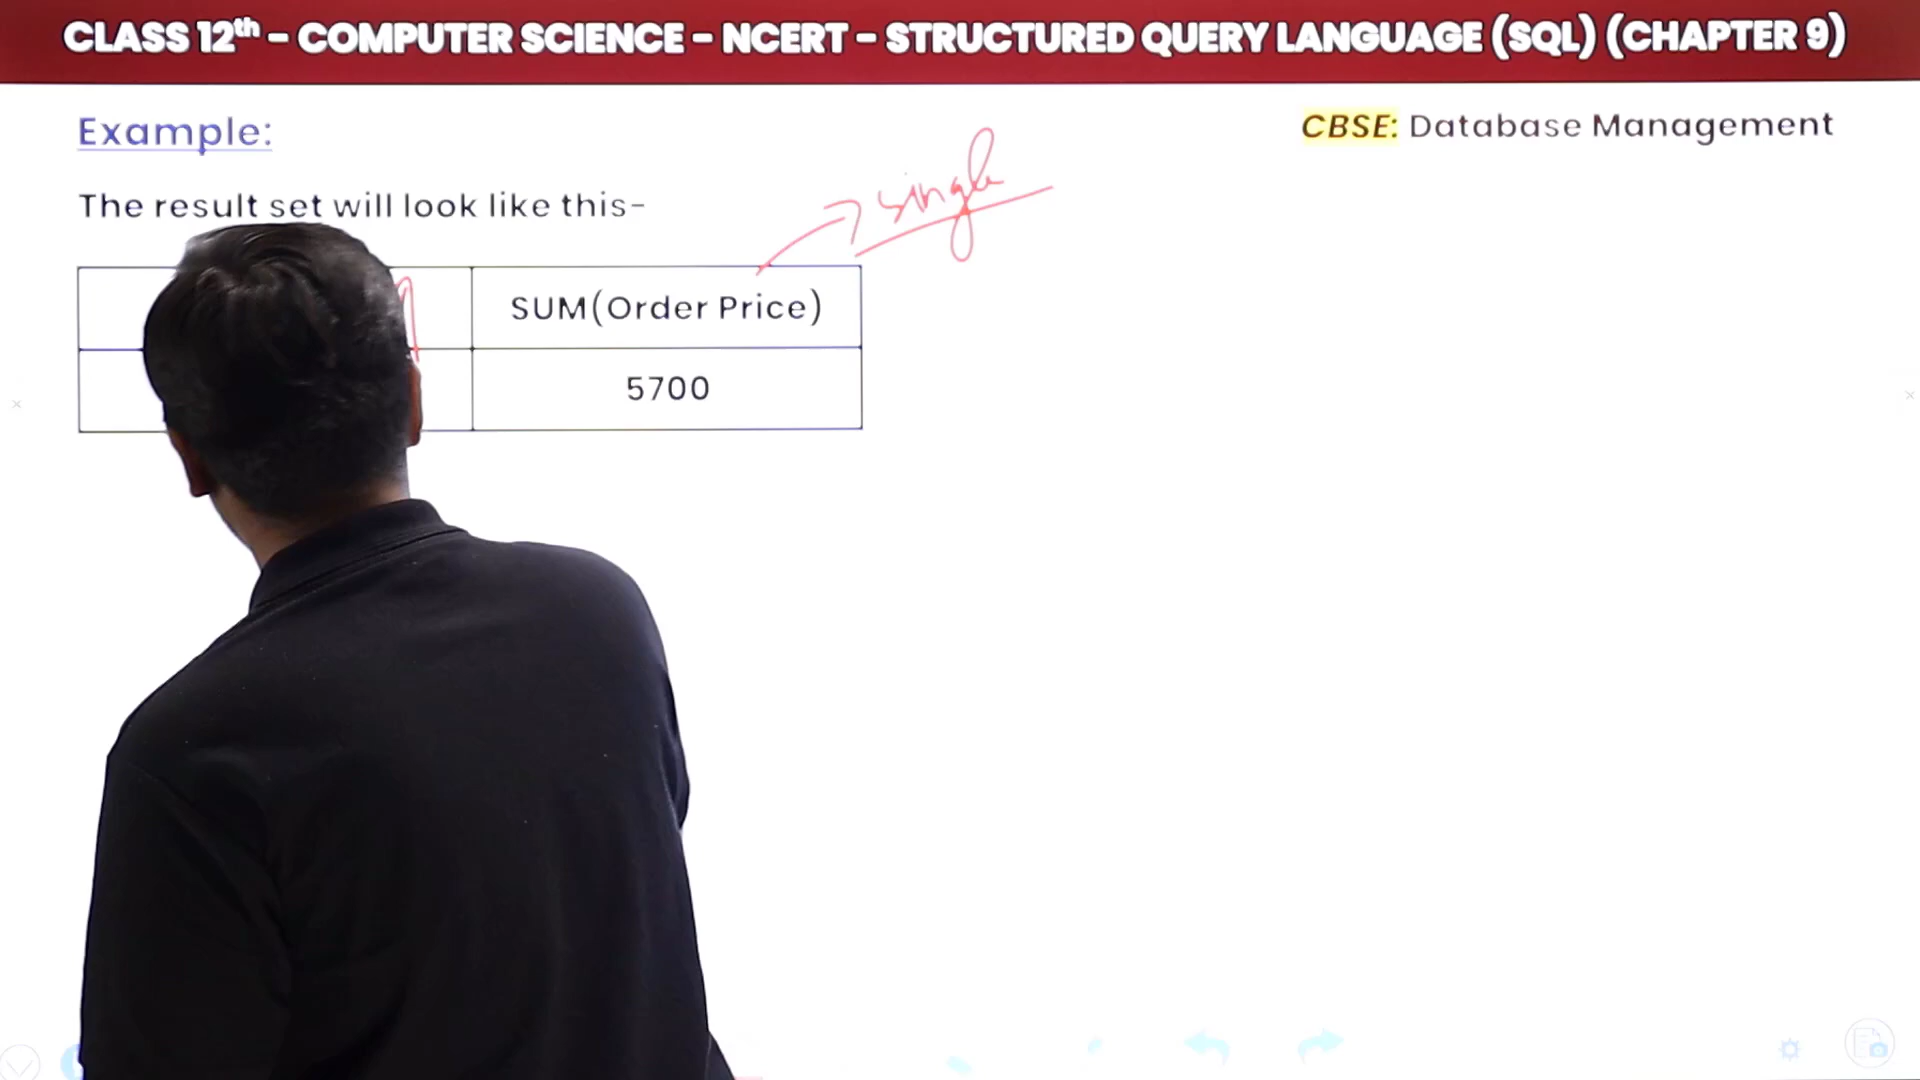 CLASS 12th - COMPUTER SCIENCE - NCERT - STRUCTURED QUERY LANGUAGE (SQL) (CHAPTER 9)
Example:
CBSE: Database Management
The result set will look like this-
single
SUM(Order Price)
5700